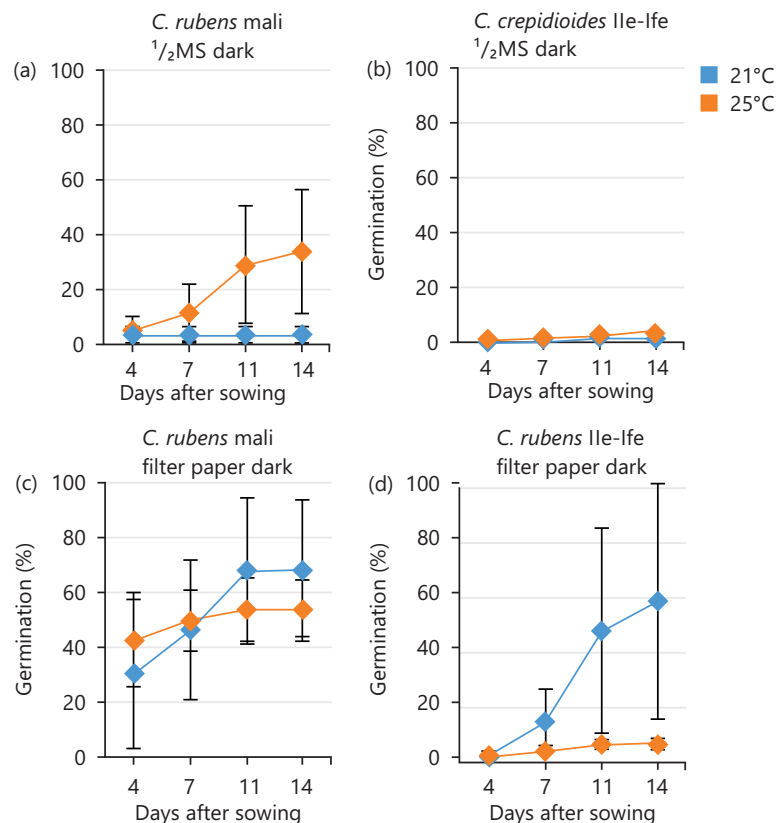 C. rubens mali
½MS dark
(a)
100
80
60
40
20
0
4 7 11 14
Days after sowing
C. crepidioides Ile-Ife
½MS dark
(b)
Germination (%)
100
80
60
40
20
0
4 7 11 14
Days after sowing
21°C
25°C
C. rubens mali
filter paper dark
(c)
Germination (%)
100
80
60
40
20
0
4 7 11 14
Days after sowing
C. rubens Ile-Ife
filter paper dark
(d)
Germination (%)
100
80
60
40
20
0
4 7 11 14
Days after sowing